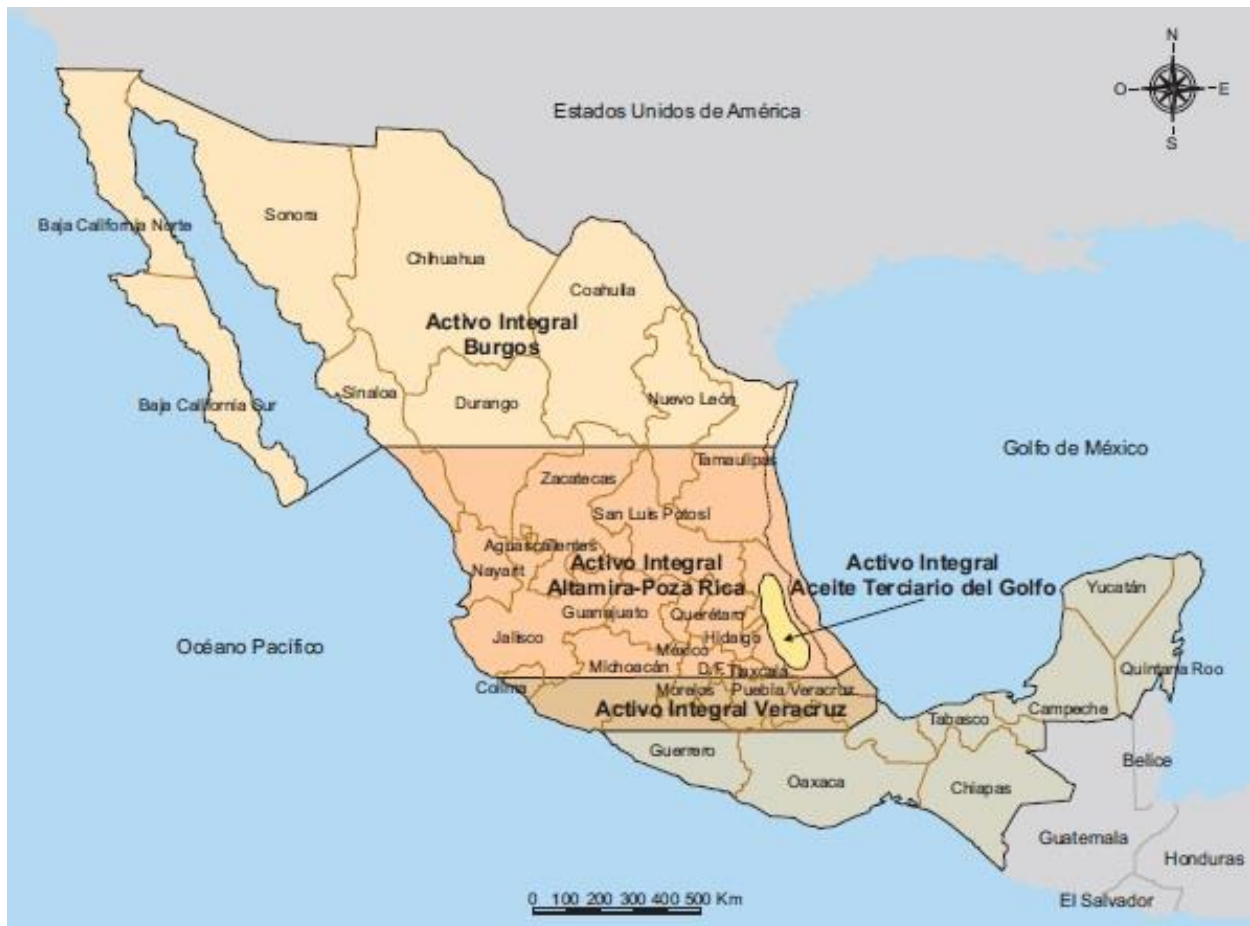 N
O
E
S
Estados Unidos de América
Baja California Norte
Sonora
Chihuahua
Coahuila
Activo Integral
Burgos
Sinaloa
Durango
Nuevo León
Baja California Sur
Golfo de México
Tamaulipas
Zacatecas
San Luis Potosí
Aguascalientes
Nayarit
Activo Integral
Altamira-Poza Rica
Activo Integral
Aceite Terciario del Golfo
Yucatán
Guanajuato
Querétaro
Jalisco
Hidalgo
México
Océano Pacífico
Michoacán
D.F.
Tlaxcala
Quintana Roo
Colima
Morelos
Puebla
Veracruz
Activo Integral Veracruz
Campeche
Tabasco
Guerrero
Oaxaca
Chiapas
Belice
Guatemala
Honduras
El Salvador
0 100 200 300 400 500 Km